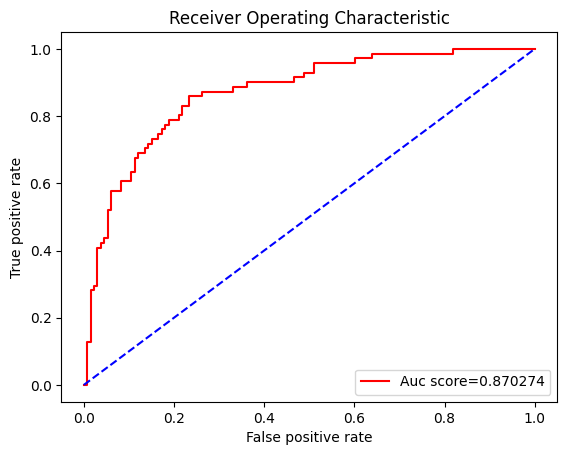 Receiver Operating Characteristic
True positive rate
1.0
0.8
0.6
0.4
0.2
0.0
Auc score=0.870274
0.0 0.2 0.4 0.6 0.8 1.0
False positive rate